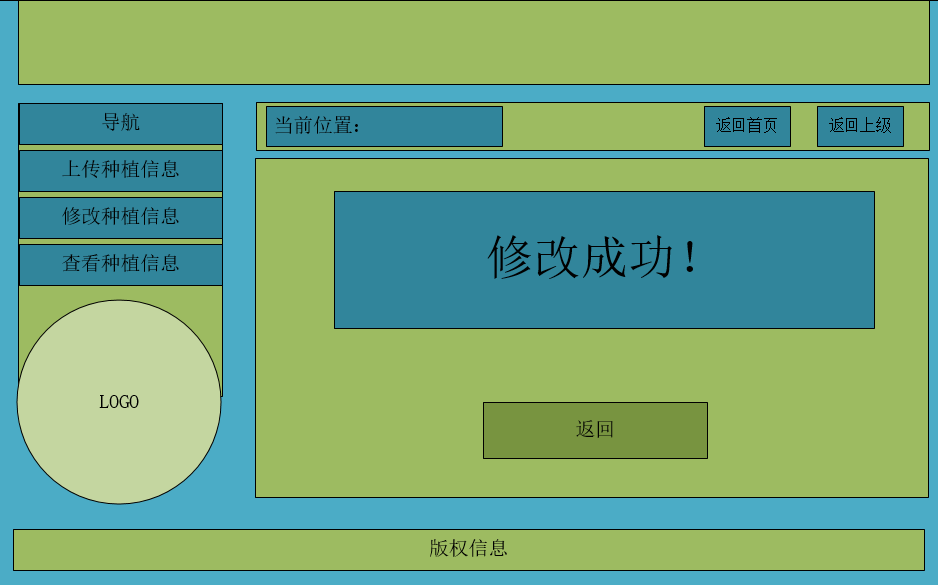 导航
上传种植信息
修改种植信息
查看种植信息
LOGO
当前位置：
返回首页
返回上级
修改成功！
返回
版权信息